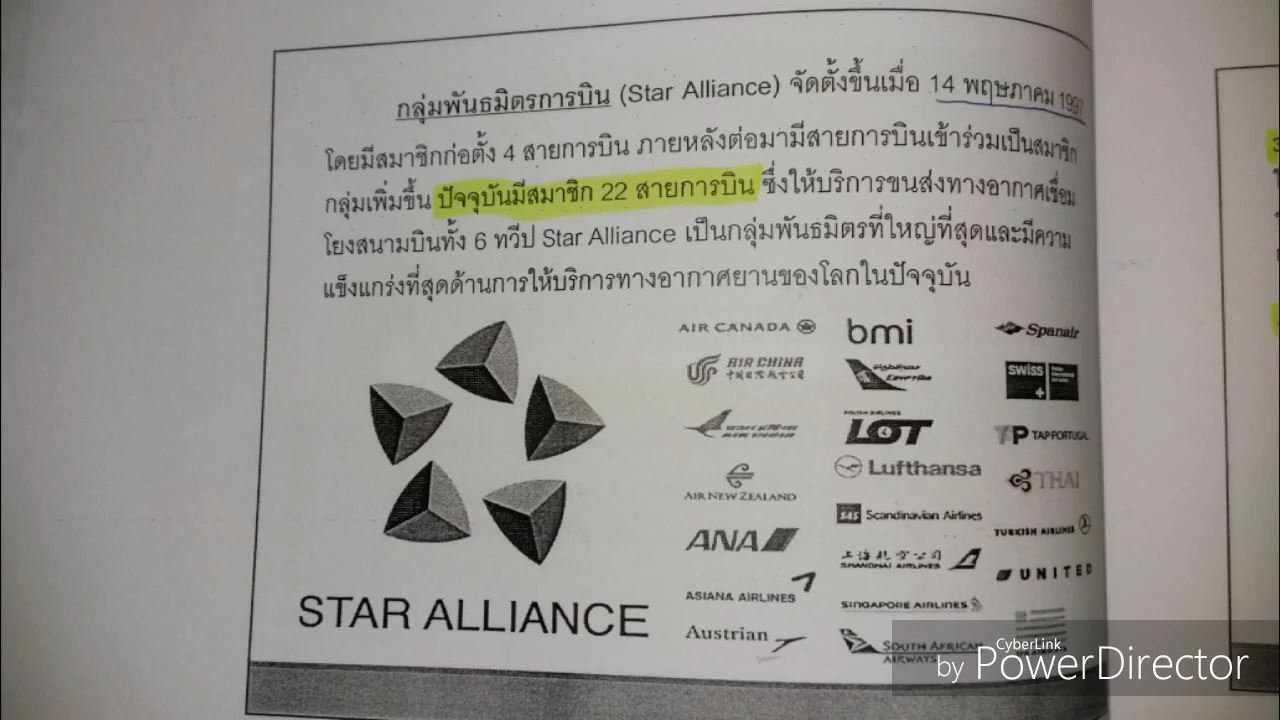 กลุ่มพันธมิตรการบิน (Star Alliance) จัดตั้งขึ้นเมื่อ 14 พฤษภาคม 1997
โดยมีสมาชิกก่อตั้ง 4 สายการบิน ภายหลังต่อมามีสายการบินเข้าร่วมเป็นสมาชิก
กลุ่มเพิ่มขึ้น ปัจจุบันมีสมาชิก 22 สายการบิน ซึ่งให้บริการขนส่งทางอากาศเชื่อม
โยงสนามบินทั้ง 6 ทวีป Star Alliance เป็นกลุ่มพันธมิตรที่ใหญ่ที่สุดและมีความ
แข็งแกร่งที่สุดด้านการให้บริการทางอากาศยานของโลกในปัจจุบัน
STAR ALLIANCE
AIR CANADA
AIR CHINA
AIR NEW ZEALAND
ANA
ASIANA AIRLINES
Austrian
bmi
POLISH AIRLINES
LOT
Lufthansa
SAS Scandinavian Airlines
上海航空公司
SHANGHAI AIRLINES
SINGAPORE AIRLINES
SOUTH AFRICAN
AIRWAYS
Spanair
swiss
TAP PORTUGAL
THAI
TURKISH AIRLINES
UNITED
CyberLink
by PowerDirector